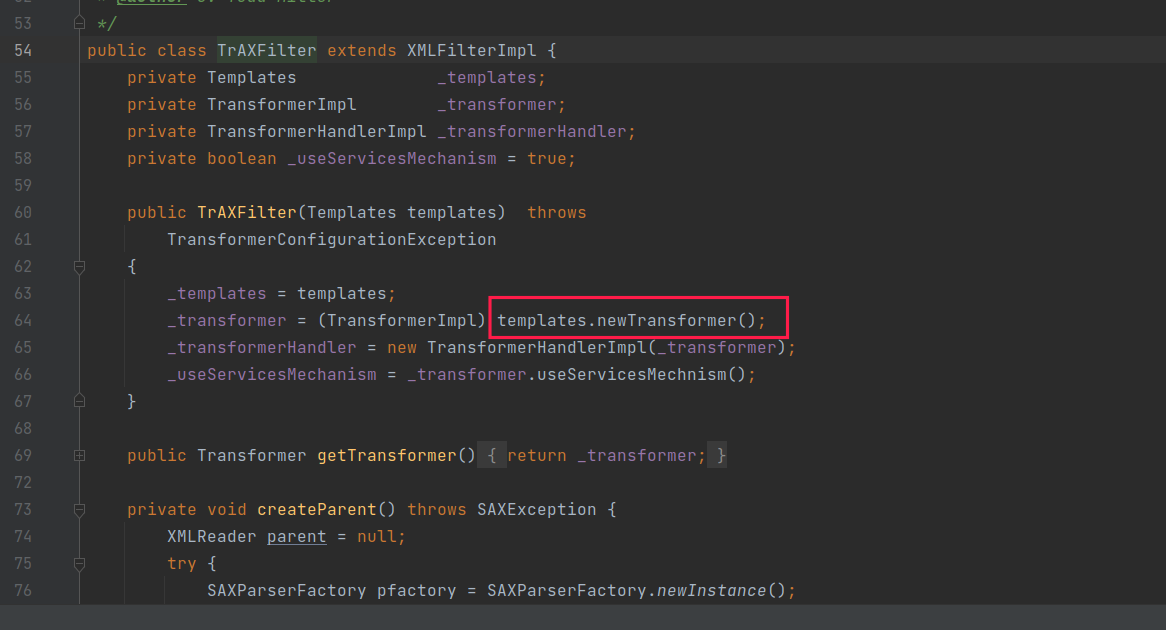 53 */
54 public class TrAXFilter extends XMLFilterImpl {
55 private Templates _templates;
56 private TransformerImpl _transformer;
57 private TransformerHandlerImpl _transformerHandler;
58 private boolean _useServicesMechanism = true;
59
60 public TrAXFilter(Templates templates) throws
61 TransformerConfigurationException
62 {
63 _templates = templates;
64 _transformer = (TransformerImpl) templates.newTransformer();
65 _transformerHandler = new TransformerHandlerImpl(_transformer);
66 _useServicesMechanism = _transformer.useServicesMechnism();
67 }
68
69 public Transformer getTransformer() { return _transformer; }
72
73 private void createParent() throws SAXException {
74 XMLReader parent = null;
75 try {
76 SAXParserFactory pfactory = SAXParserFactory.newInstance();